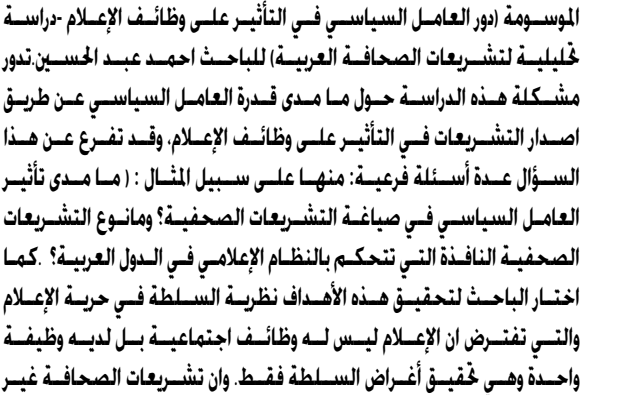 الموسومة (دور العامل السياسي في التأثير على وظائف الإعلام -دراسة
تحليلية لتشريعات الصحافة العربية) للباحث احمد عبد الحسين.تدور
مشكلة هذه الدراسة حول ما مدى قدرة العامل السياسي عن طريق
اصدار التشريعات في التأثير على وظائف الإعلام. وقد تفرع عن هذا
السؤال عدة أسئلة فرعية: منها على سبيل المثال : ( ما مدى تأثير
العامل السياسي في صياغة التشريعات الصحفية؟ ومانوع التشريعات
الصحفية النافذة التي تتحكم بالنظام الإعلامي في الدول العربية؟ .كما
اختار الباحث لتحقيق هذه الأهداف نظرية السلطة في حرية الإعلام
والتي تفترض ان الإعلام ليس له وظائف اجتماعية بل لديه وظيفة
واحدة وهي تحقيق أغراض السلطة فقط. وان تشريعات الصحافة غير